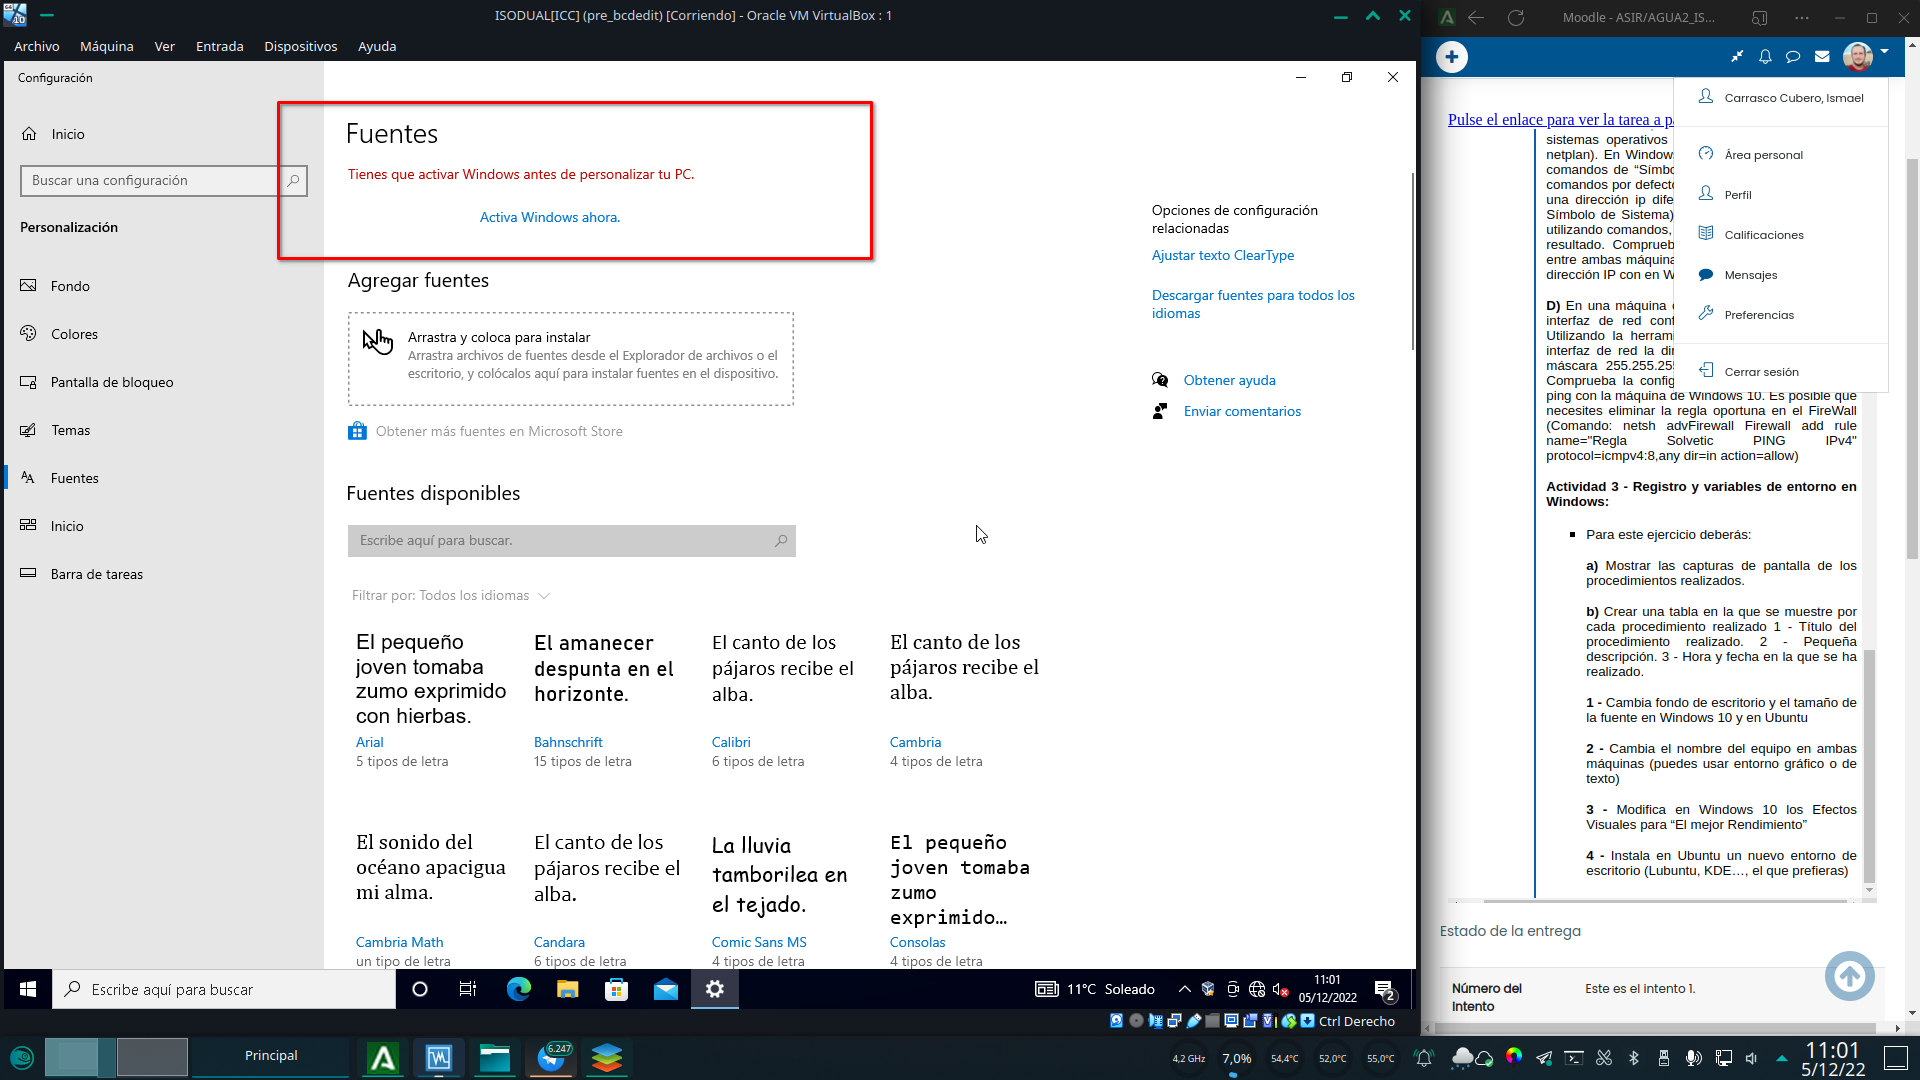 ISODUAL[ICC] (pre_bcdedit) [Corriendo] - Oracle VM VirtualBox : 1
Archivo Máquina Ver Entrada Dispositivos Ayuda
Configuración
Inicio
Buscar una configuración
Personalización
Fondo
Colores
Pantalla de bloqueo
Temas
Fuentes
Inicio
Barra de tareas
Fuentes
Tienes que activar Windows antes de personalizar tu PC.
Activa Windows ahora.
Agregar fuentes
Arrastra y coloca para instalar
Arrastra archivos de fuentes desde el Explorador de archivos o el
escritorio, y colócalos aquí para instalar fuentes en el dispositivo.
Obtener más fuentes en Microsoft Store
Fuentes disponibles
Escribe aquí para buscar.
Filtrar por: Todos los idiomas
El pequeño
joven tomaba
zumo exprimido
con hierbas.
Arial
5 tipos de letra
El amanecer
despunta en el
horizonte.
Bahnschrift
15 tipos de letra
El canto de los
pájaros recibe el
alba.
Calibri
6 tipos de letra
El canto de los
pájaros recibe el
alba.
Cambria
4 tipos de letra
El sonido del
océano apacigua
mi alma.
Cambria Math
un tipo de letra
El canto de los
pájaros recibe el
alba.
Candara
6 tipos de letra
La lluvia
tamborilea en
el tejado.
Comic Sans MS
4 tipos de letra
El pequeño
joven tomaba
zumo
exprimido...
Consolas
4 tipos de letra
Opciones de configuración
relacionadas
Ajustar texto ClearType
Descargar fuentes para todos los
idiomas
Obtener ayuda
Enviar comentarios
Escribe aquí para buscar
11°C Soleado
11:01
05/12/2022
2
Ctrl Derecho
Moodle - ASIR/AGUA2_IS...
Carrasco Cubero, Ismael
Área personal
Perfil
Calificaciones
Mensajes
Preferencias
Cerrar sesión
Pulse el enlace para ver la tarea a p
sistemas operativos
netplan). En Window
comandos de “Símbo
comandos por defecto
una dirección ip dife
Símbolo de Sistema)
utilizando comandos,
resultado. Comprueb
entre ambas máquina
dirección IP con en W
D) En una máquina
interfaz de red conf
Utilizando la herram
interfaz de red la di
máscara 255.255.25
Comprueba la config
ping con la máquina de Windows 10. Es posible que
necesites eliminar la regla oportuna en el FireWall
(Comando: netsh advFirewall Firewall add rule
name="Regla Solvetic PING IPv4"
protocol=icmpv4:8,any dir=in action=allow)
Actividad 3 - Registro y variables de entorno en
Windows:
Para este ejercicio deberás:
a) Mostrar las capturas de pantalla de los
procedimientos realizados.
b) Crear una tabla en la que se muestre por
cada procedimiento realizado 1 - Título del
procedimiento realizado. 2 - Pequeña
descripción. 3 - Hora y fecha en la que se ha
realizado.
1 - Cambia fondo de escritorio y el tamaño de
la fuente en Windows 10 y en Ubuntu
2 - Cambia el nombre del equipo en ambas
máquinas (puedes usar entorno gráfico o de
texto)
3 - Modifica en Windows 10 los Efectos
Visuales para “El mejor Rendimiento”
4 - Instala en Ubuntu un nuevo entorno de
escritorio (Lubuntu, KDE…, el que prefieras)
Estado de la entrega
Número del
Intento
Este es el intento 1.
Principal
6.247
4,2 GHz 7,0% 54,4°C 52,0°C 55,0°C
11:01
5/12/22